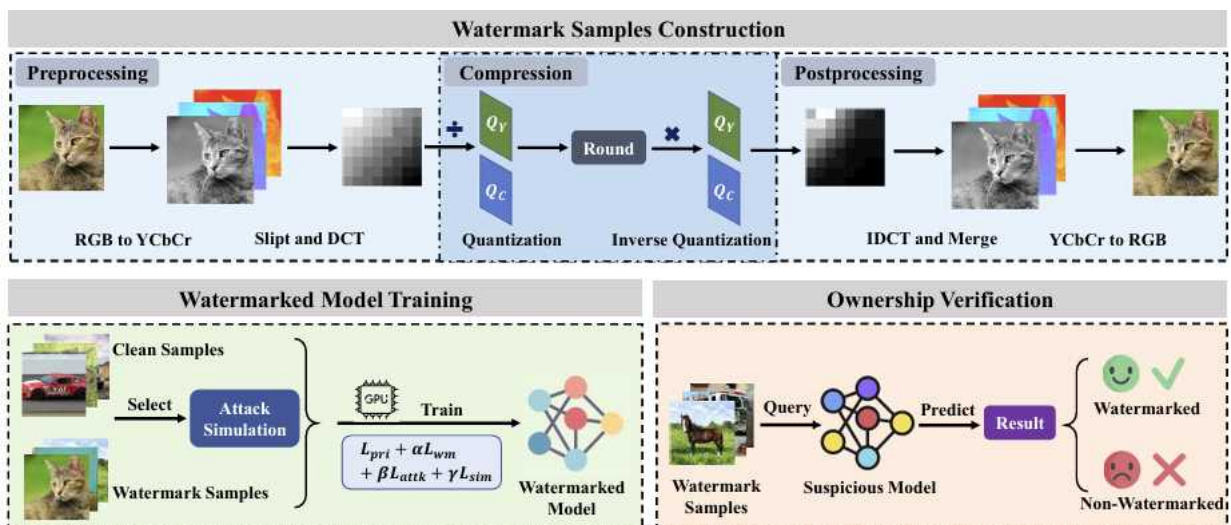 Watermark Samples Construction
Preprocessing
Compression
Postprocessing
÷
Q_Y
Q_C
Round
×
Q_Y
Q_C
RGB to YCbCr
Slipt and DCT
Quantization
Inverse Quantization
IDCT and Merge
YCbCr to RGB
Watermarked Model Training
Clean Samples
Select
Attack
Simulation
Watermark Samples
GPU
Train
L_pri + αL_wm
+ βL_attk + γL_sim
Watermarked
Model
Ownership Verification
Watermark
Samples
Query
Suspicious Model
Predict
Result
Watermarked
Non-Watermarked